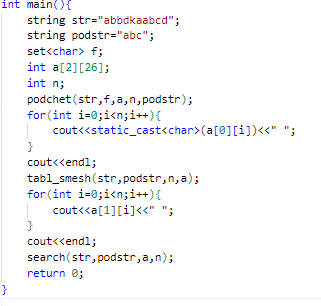 int main(){
string str="abbdkaabcd";
string podstr="abc";
set<char> f;
int a[2][26];
int n;
podchet(str,f,a,n,podstr);
for(int i=0;i<n;i++){
cout<<static_cast<char>(a[0][i])<<" ";
}
cout<<endl;
tabl_smesh(str,podstr,n,a);
for(int i=0;i<n;i++){
cout<<a[1][i]<<" ";
}
cout<<endl;
search(str,podstr,a,n);
return 0;
}